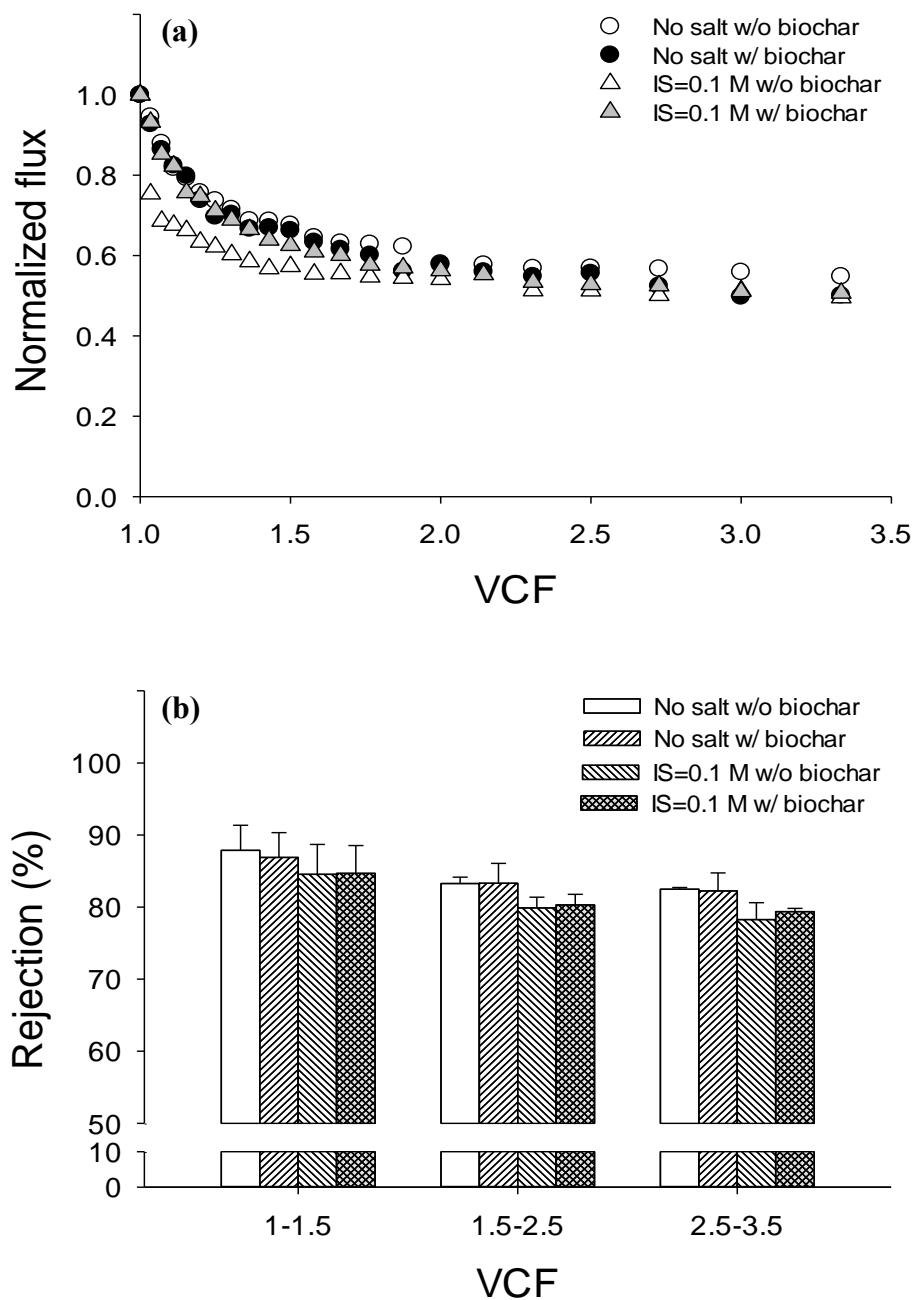 (a)
No salt w/o biochar
No salt w/ biochar
IS=0.1 M w/o biochar
IS=0.1 M w/ biochar
Normalized flux
1.0
0.8
0.6
0.4
0.2
0.0
1.0 1.5 2.0 2.5 3.0 3.5
VCF
(b)
No salt w/o biochar
No salt w/ biochar
IS=0.1 M w/o biochar
IS=0.1 M w/ biochar
Rejection (%)
100
90
80
70
60
50
10
0
1-1.5 1.5-2.5 2.5-3.5
VCF